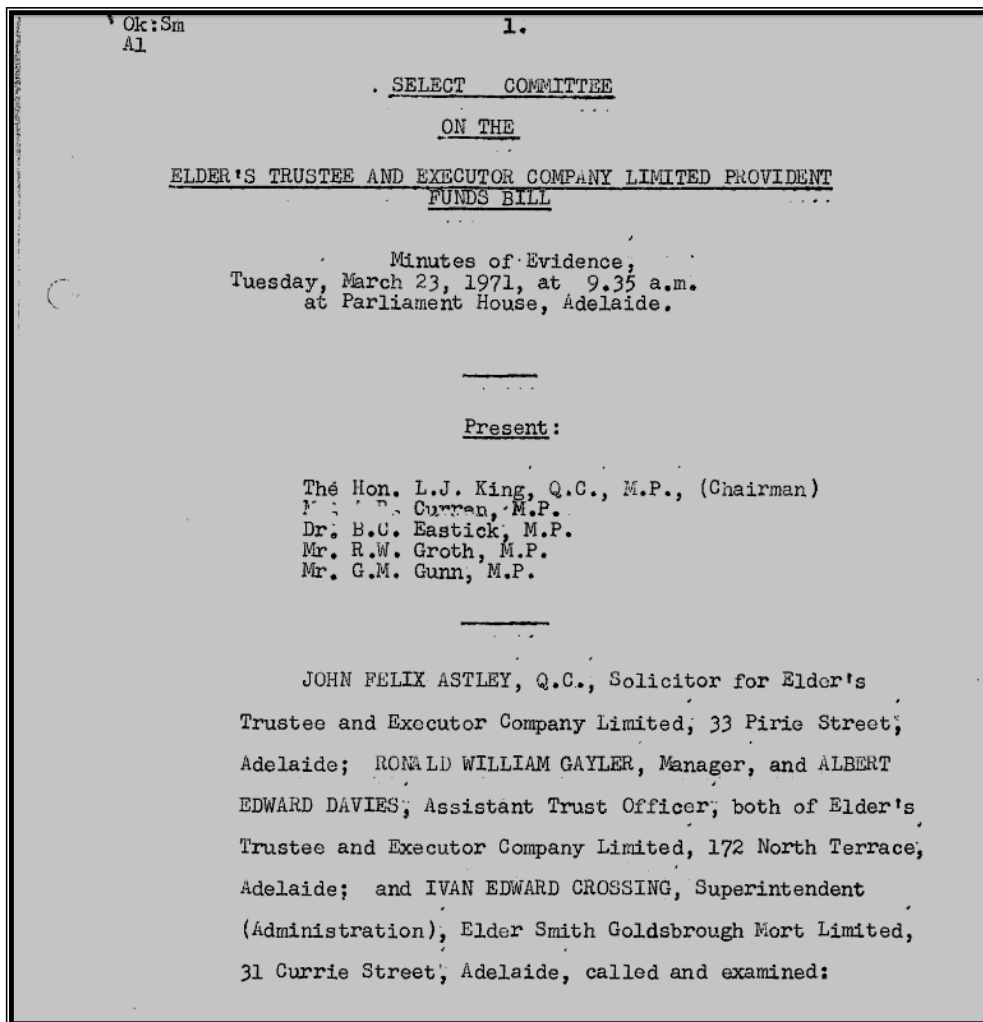 Ok:Sm
1.
A1
SELECT COMMITTEE
ON THE
ELDER'S TRUSTEE AND EXECUTOR COMPANY LIMITED PROVIDENT
FUNDS BILL
Minutes of Evidence,
Tuesday, March 23, 1971, at 9.35 a.m.
at Parliament House, Adelaide.
Present:
The Hon. L.J. King, Q.C., M.P., (Chairman)
Curren, M.P.
Dr. B.C. Eastick, M.P.
Mr. R.W. Groth, M.P.
Mr. G.M. Gunn, M.P.
JOHN FELIX ASTLEY, Q.C., Solicitor for Elder's
Trustee and Executor Company Limited, 33 Pirie Street,
Adelaide; RONALD WILLIAM GAYLER, Manager, and ALBERT
EDWARD DAVIES, Assistant Trust Officer, both of Elder's
Trustee and Executor Company Limited, 172 North Terrace,
Adelaide; and IVAN EDWARD CROSSING, Superintendent
(Administration), Elder Smith Goldsbrough Mort Limited,
31 Currie Street, Adelaide, called and examined: